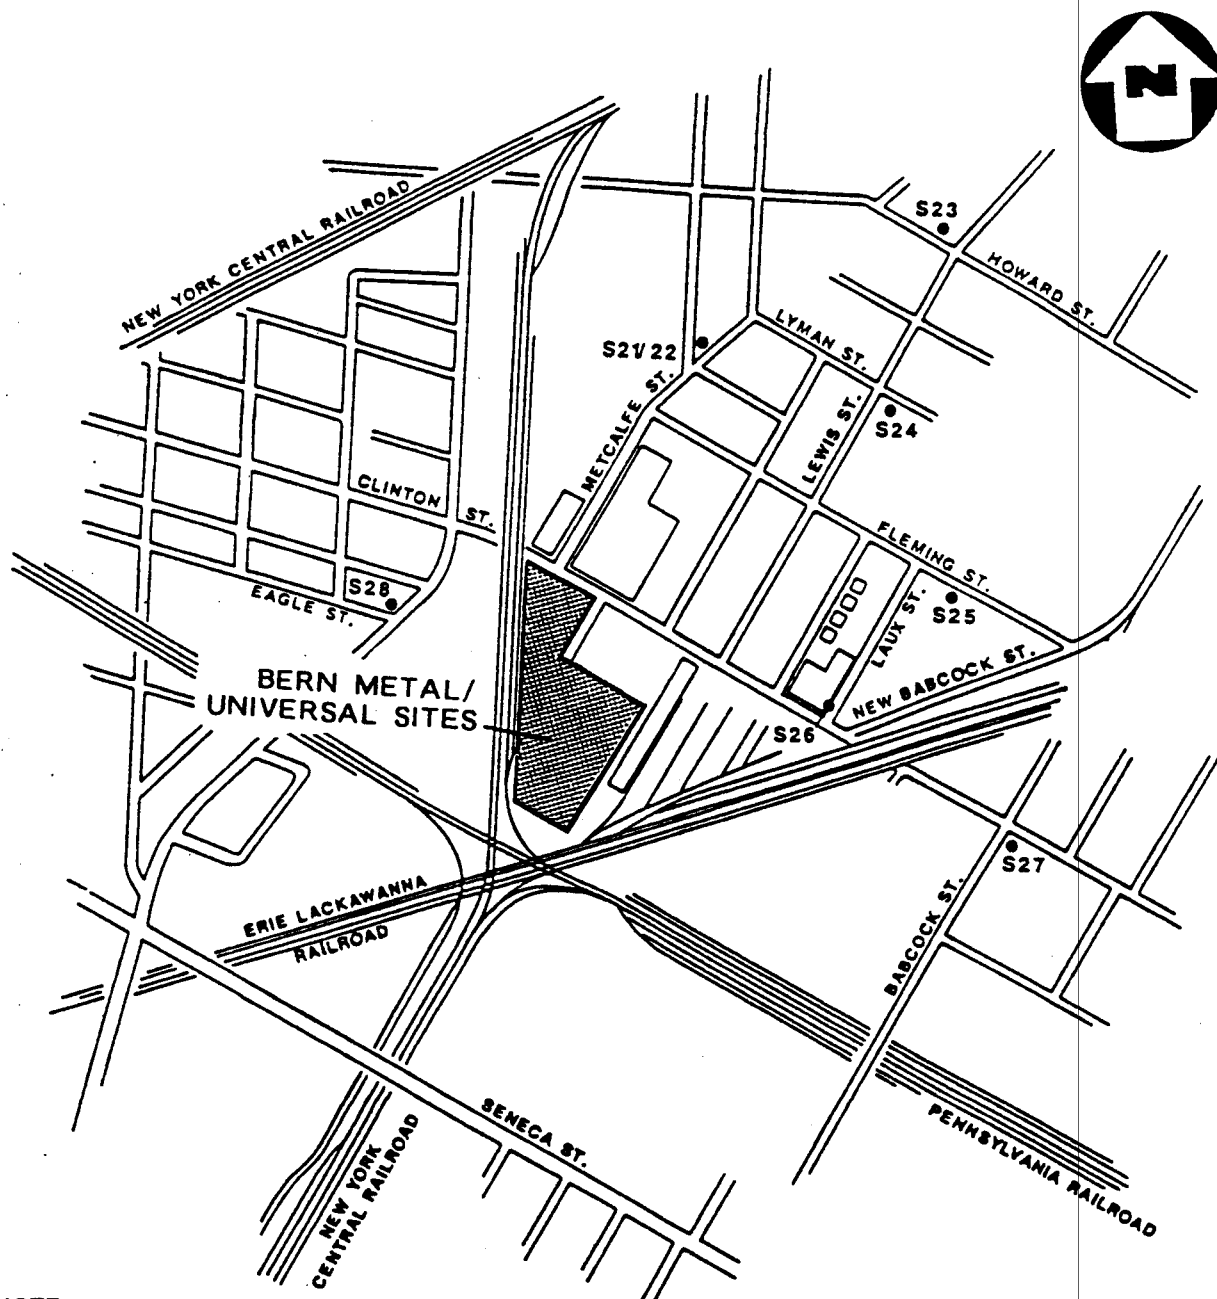 N
S23
NEW YORK CENTRAL RAILROAD
HOWARD ST.
LYMAN ST.
S21/22
METCALFE ST.
LEWIS ST.
S24
CLINTON ST.
FLEMING ST.
S28
EAGLE ST.
S25
LAUX ST.
NEW BABCOCK ST.
BERN METAL/
UNIVERSAL SITES
S26
S27
BABCOCK ST.
ERIE LACKAWANNA
RAILROAD
SENECA ST.
PENNSYLVANIA RAILROAD
NEW YORK
CENTRAL RAILROAD